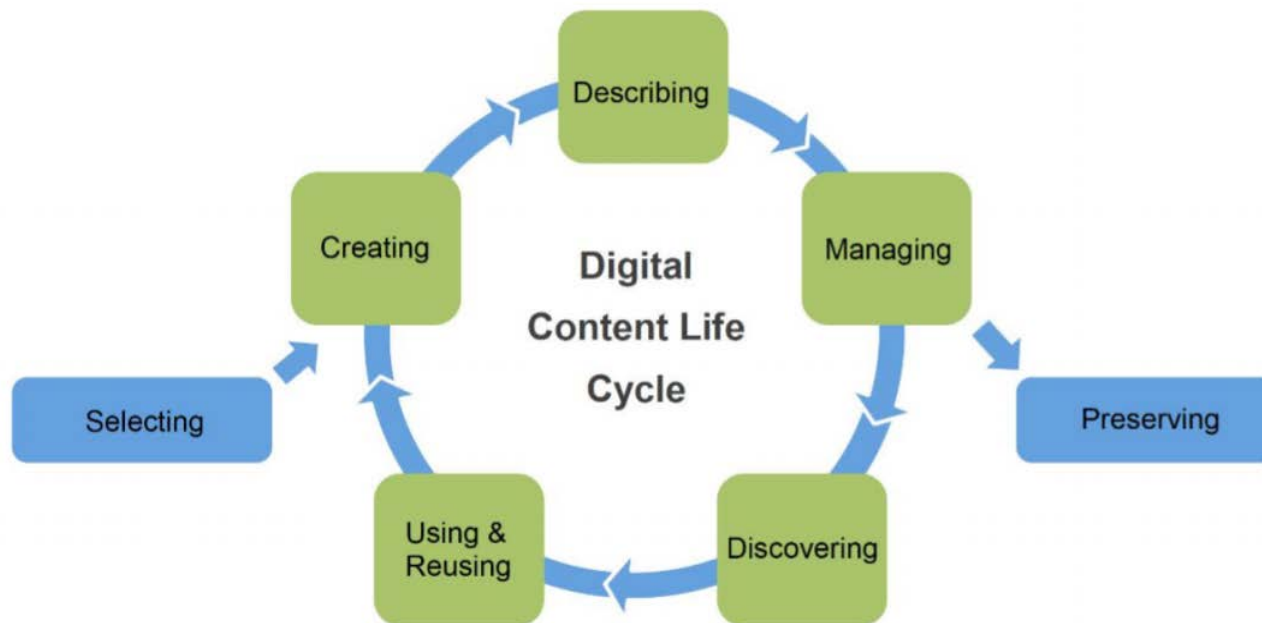 Describing
Creating
Managing
Digital
Content Life
Cycle
Selecting
Preserving
Using &
Reusing
Discovering